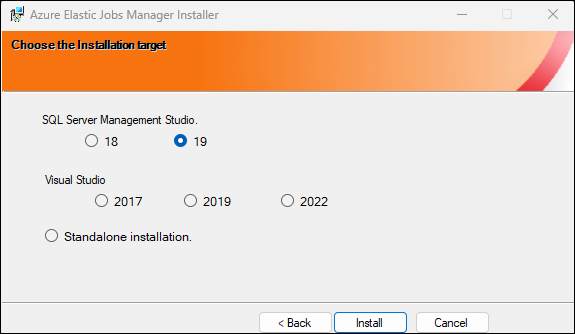 Azure Elastic Jobs Manager Installer
Choose the Installation target
SQL Server Management Studio.
18 19
Visual Studio
2017 2019 2022
Standalone installation.
< Back Install Cancel